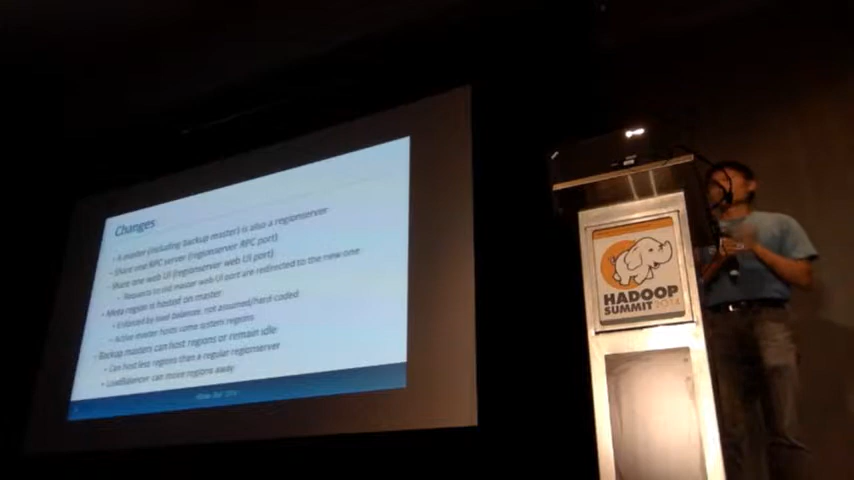 Changes
A master (including backup master) is also a regionserver
Share one RPC server (regionserver RPC port)
Share one web UI (regionserver web UI port)
Requests to old master web UI port are redirected to the new one
Meta region is hosted on master
Enforced by load balancer, not assumed/hard-coded
Active master hosts some system regions
Backup masters can host regions or remain idle
Can host less regions than a regular regionserver
LoadBalancer can move regions away
HADOOP
SUMMIT 2014